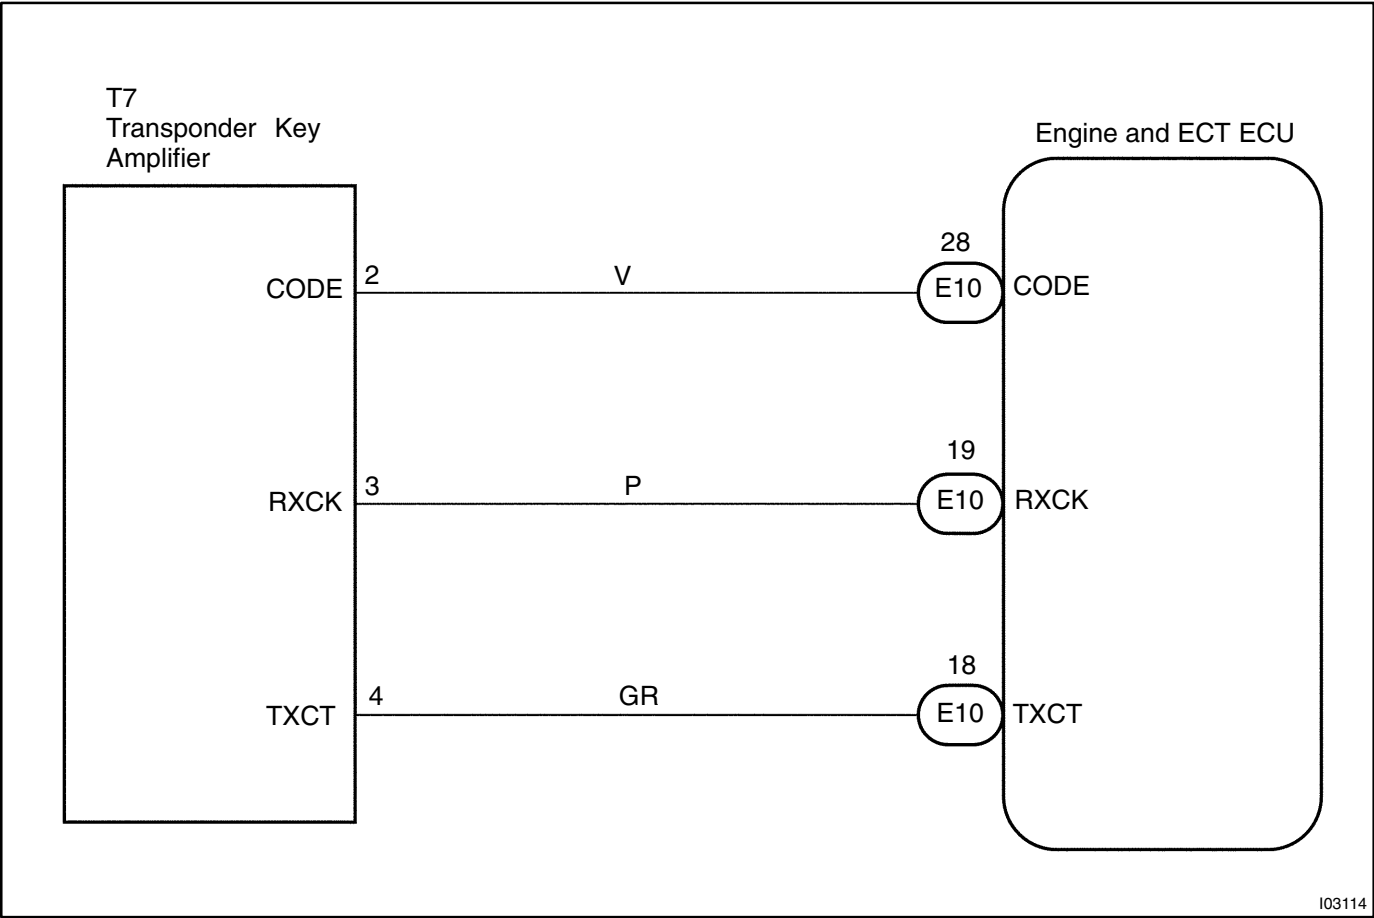 T7
Transponder Key
Amplifier
Engine and ECT ECU
28
CODE
2
V
E10
CODE
19
RXCK
3
P
E10
RXCK
18
TXCT
4
GR
E10
TXCT
I03114